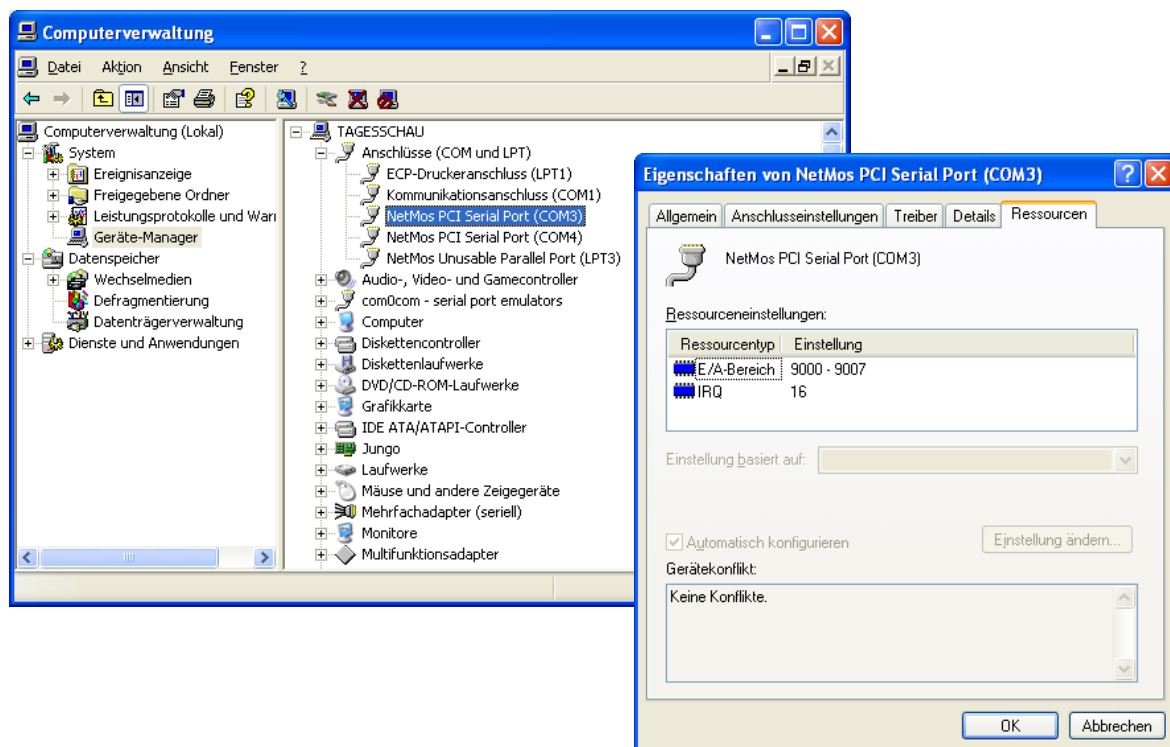 Computerverwaltung
Datei Aktion Ansicht Fenster ?
Computerverwaltung (Lokal)
System
Ereignisanzeige
Freigegebene Ordner
Leistungsprotokolle und Warı
Geräte-Manager
Datenspeicher
Wechselmedien
Defragmentierung
Datenträgerverwaltung
Dienste und Anwendungen
TAGESSCHAU
Anschlüsse (COM und LPT)
ECP-Druckeranschluss (LPT1)
Kommunikationsanschluss (COM1)
NetMos PCI Serial Port (COM3)
NetMos PCI Serial Port (COM4)
NetMos Unusable Parallel Port (LPT3)
Audio-, Video- und Gamecontroller
com0com - serial port emulators
Computer
Diskettencontroller
Diskettenlaufwerke
DVD/CD-ROM-Laufwerke
Grafikkarte
IDE ATA/ATAPI-Controller
Jungo
Laufwerke
Mäuse und andere Zeigegeräte
Mehrfachadapter (seriell)
Monitore
Multifunktionsadapter
Eigenschaften von NetMos PCI Serial Port (COM3)
Allgemein Anschlusseinstellungen Treiber Details Ressourcen
NetMos PCI Serial Port (COM3)
Ressourceneinstellungen:
Ressourcentyp Einstellung
E/A-Bereich 9000 - 9007
IRQ 16
Einstellung basiert auf:
Automatisch konfigurieren
Einstellung ändern...
Gerätekonflikt:
Keine Konflikte.
OK Abbrechen